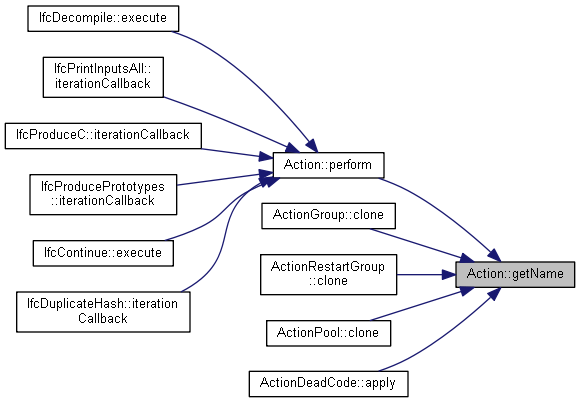 IfcDecompile::execute
IfcPrintInputsAll::
iterationCallback
IfcProduceC::iterationCallback
IfcProducePrototypes
::iterationCallback
IfcContinue::execute
IfcDuplicateHash::iteration
Callback
Action::perform
ActionGroup::clone
ActionRestartGroup
::clone
ActionPool::clone
ActionDeadCode::apply
Action::getName